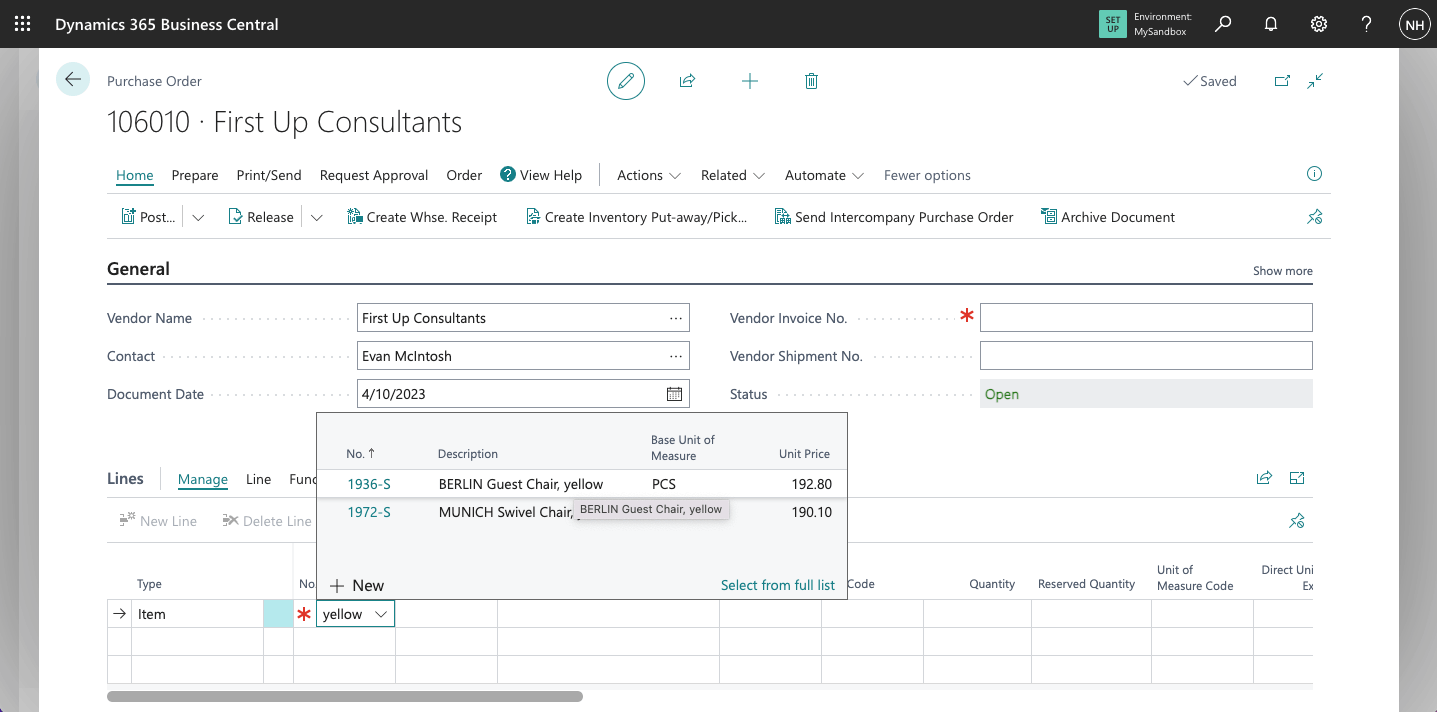 Dynamics 365 Business Central
SET UP
Environment:
MySandbox
?
NH
Purchase Order
Saved
106010 · First Up Consultants
Home Prepare Print/Send Request Approval Order ? View Help Actions Related Automate Fewer options
Post... Release Create Whse. Receipt Create Inventory Put-away/Pick... Send Intercompany Purchase Order Archive Document
General
Show more
Vendor Name First Up Consultants ... Vendor Invoice No. *
Contact Evan McIntosh ... Vendor Shipment No.
Document Date 4/10/2023 Status Open
No. ↑ Description Base Unit of Measure Unit Price
1936-S BERLIN Guest Chair, yellow PCS 192.80
1972-S MUNICH Swivel Chair, 190.10
BERLIN Guest Chair, yellow
+ New Select from full list
Lines Manage Line Func
New Line Delete Line
Type No. Code Quantity Reserved Quantity Unit of Measure Code Direct Uni Ex
→ Item * yellow